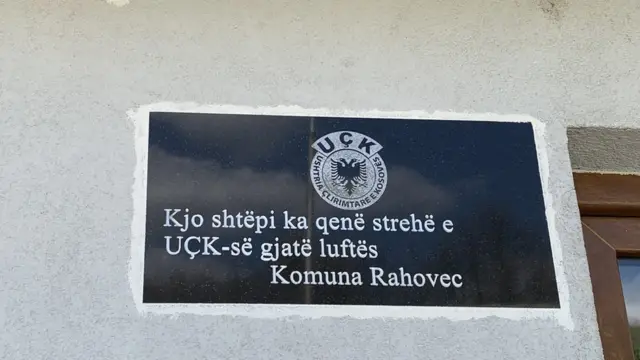 UÇK
USHTRIA ÇLIRIMTARE E KOSOVËS
Kjo shtëpi ka qenë strehë e
UÇK-së gjatë luftës
Komuna Rahovec